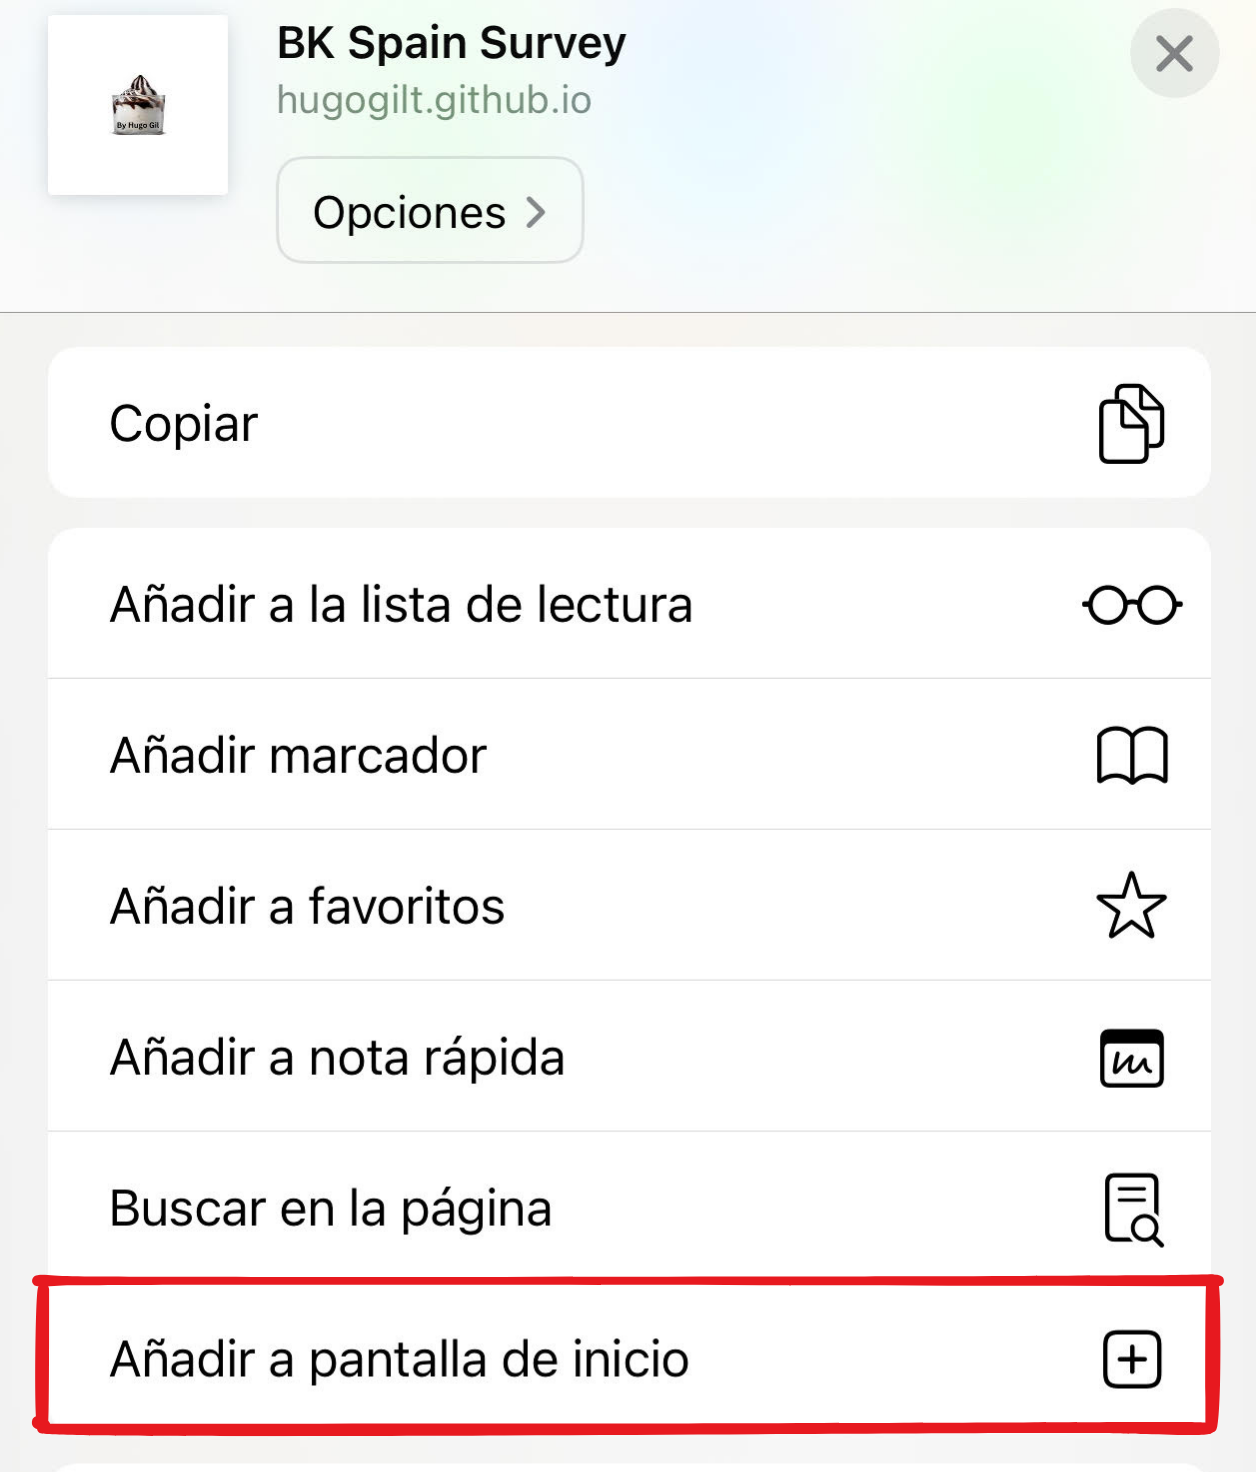 BK Spain Survey
hugogilt.github.io
By Hugo Gil
Opciones
Copiar
Añadir a la lista de lectura
Añadir marcador
Añadir a favoritos
Añadir a nota rápida
Buscar en la página
Añadir a pantalla de inicio